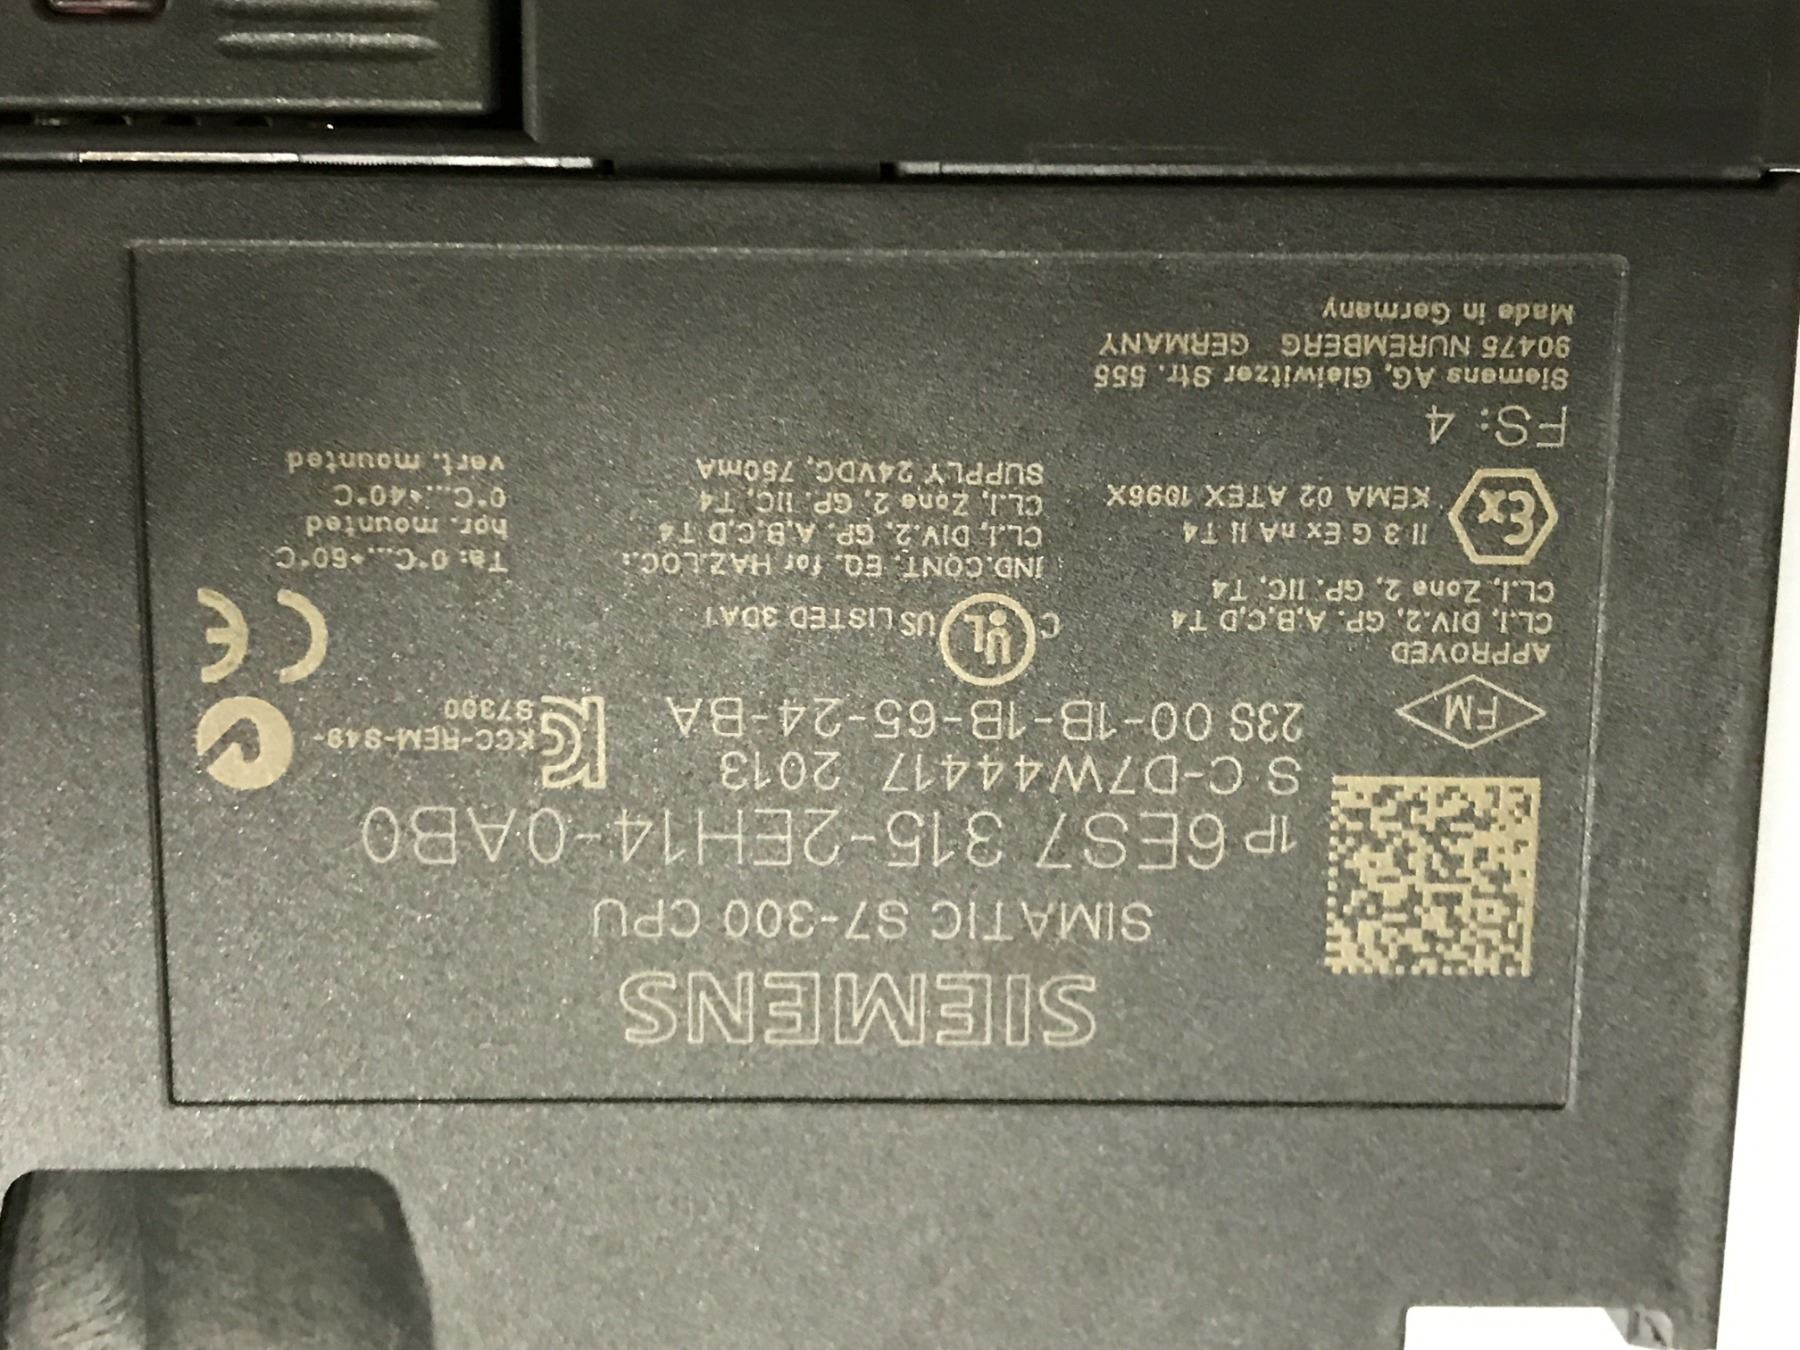 SIEMENS
SIMATIC S7-300 CPU
1P 6ES7 315-2EH14-0AB0
S C-D7W44417 2013
23S 00-1B-1B-65-24-BA
KCC-REM-S49-
S7300
FM
APPROVED
CL.I, DIV.2, GP. A,B,C,D T4
CL.I, Zone 2, GP. IIC, T4
Ex
II 3 G Ex nA II T4
KEMA 02 ATEX 1096X
FS: 4
Siemens AG, Gleiwitzer Str. 555
90475 NUREMBERG GERMANY
Made in Germany
C UL US LISTED 3DA1
IND.CONT. EQ. for HAZ.LOC.:
CL.I, DIV.2, GP. A,B,C,D T4
CL.I, Zone 2, GP. IIC, T4
SUPPLY 24VDC, 750mA
CE
Ta: 0°C...+60°C
hor. mounted
0°C...+40°C
vert. mounted